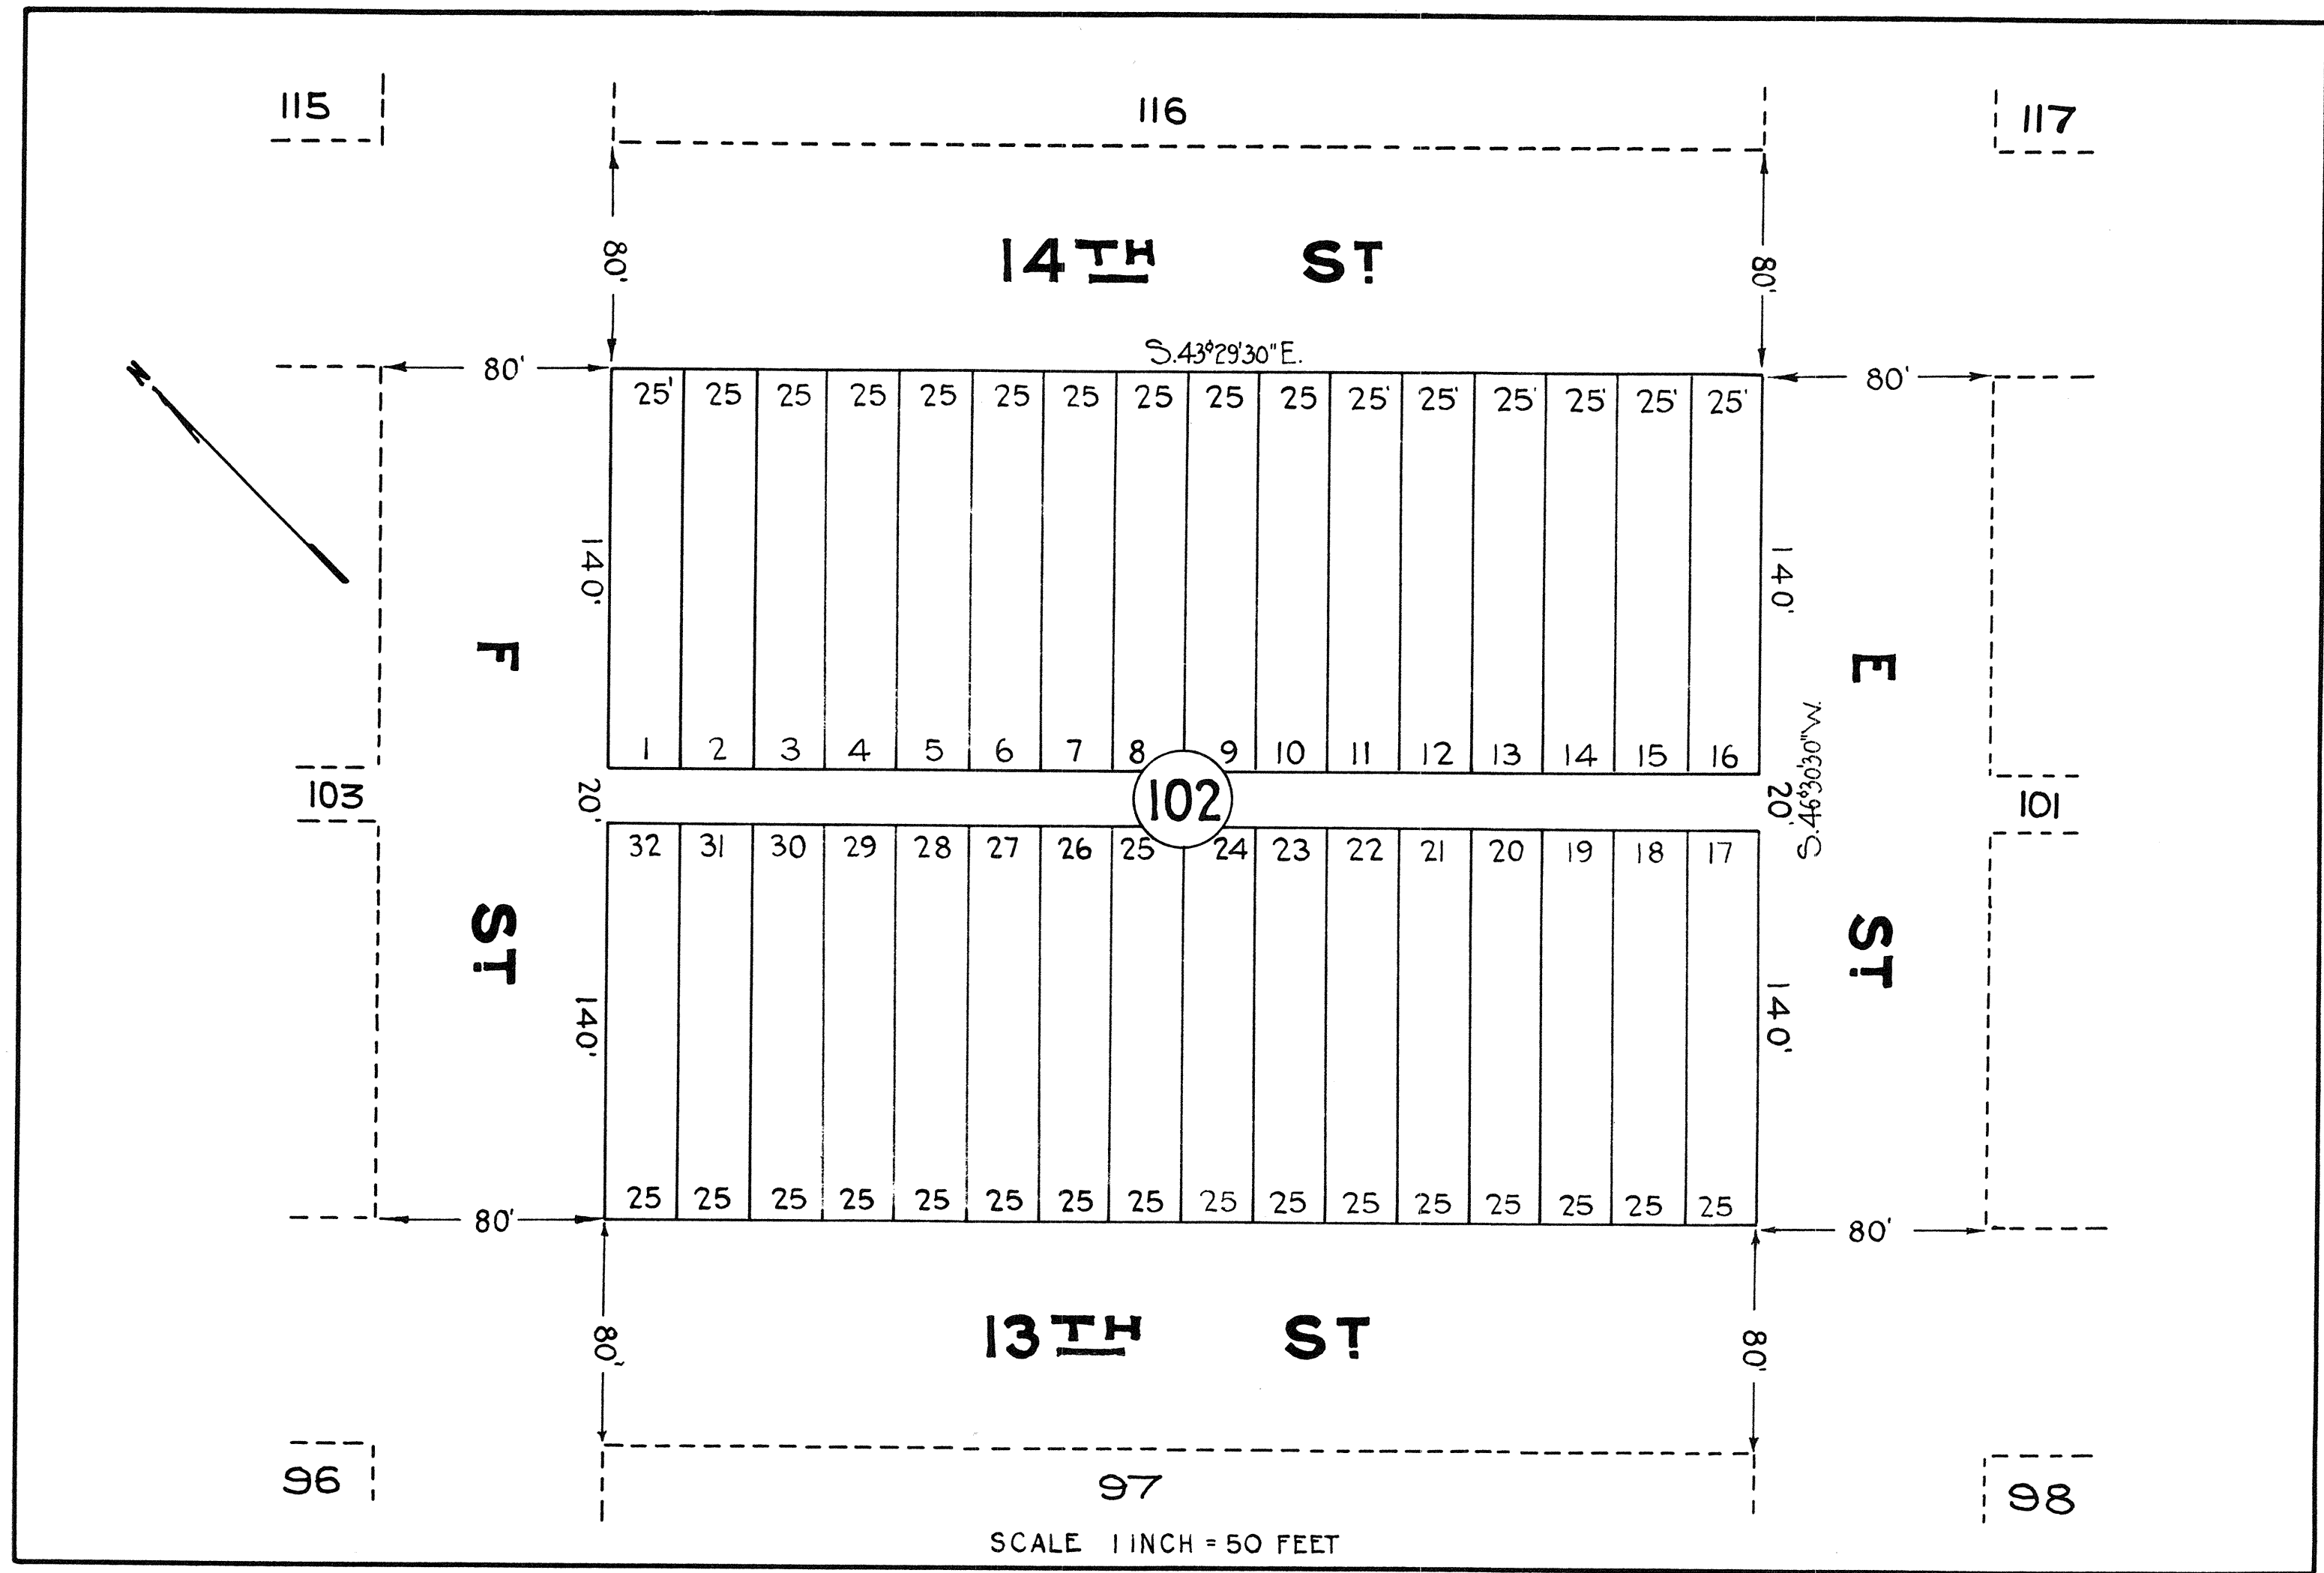 115 116 117
80' 80'
14TH ST
S.43°29'30"E.
80' 80'
25' 25 25 25 25 25 25 25 25 25 25' 25' 25' 25' 25' 25'
N
140' 140'
F ST
E ST
1 2 3 4 5 6 7 8 9 10 11 12 13 14 15 16
S.46°30'30"W.
103 20' 102 20' 101
32 31 30 29 28 27 26 25 24 23 22 21 20 19 18 17
140' 140'
25 25 25 25 25 25 25 25 25 25 25 25 25 25 25 25
80' 80'
13TH ST
80' 80'
96 97 98
SCALE 1 INCH = 50 FEET